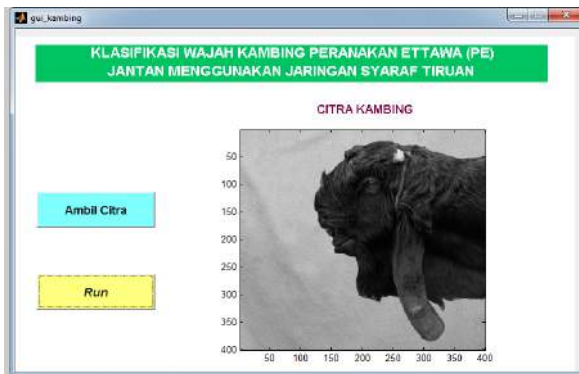 gui_kambing
KLASIFIKASI WAJAH KAMBING PERANAKAN ETTAWA (PE)
JANTAN MENGGUNAKAN JARINGAN SYARAF TIRUAN
CITRA KAMBING
Ambil Citra
Run
50
100
150
200
250
300
350
400
50 100 150 200 250 300 350 400